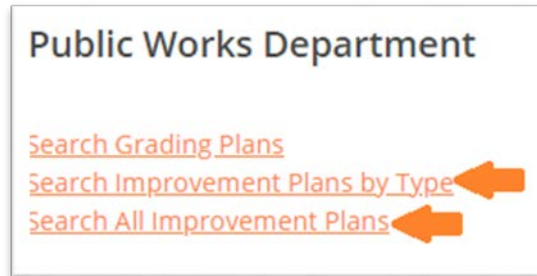 Public Works Department
Search Grading Plans
Search Improvement Plans by Type
Search All Improvement Plans